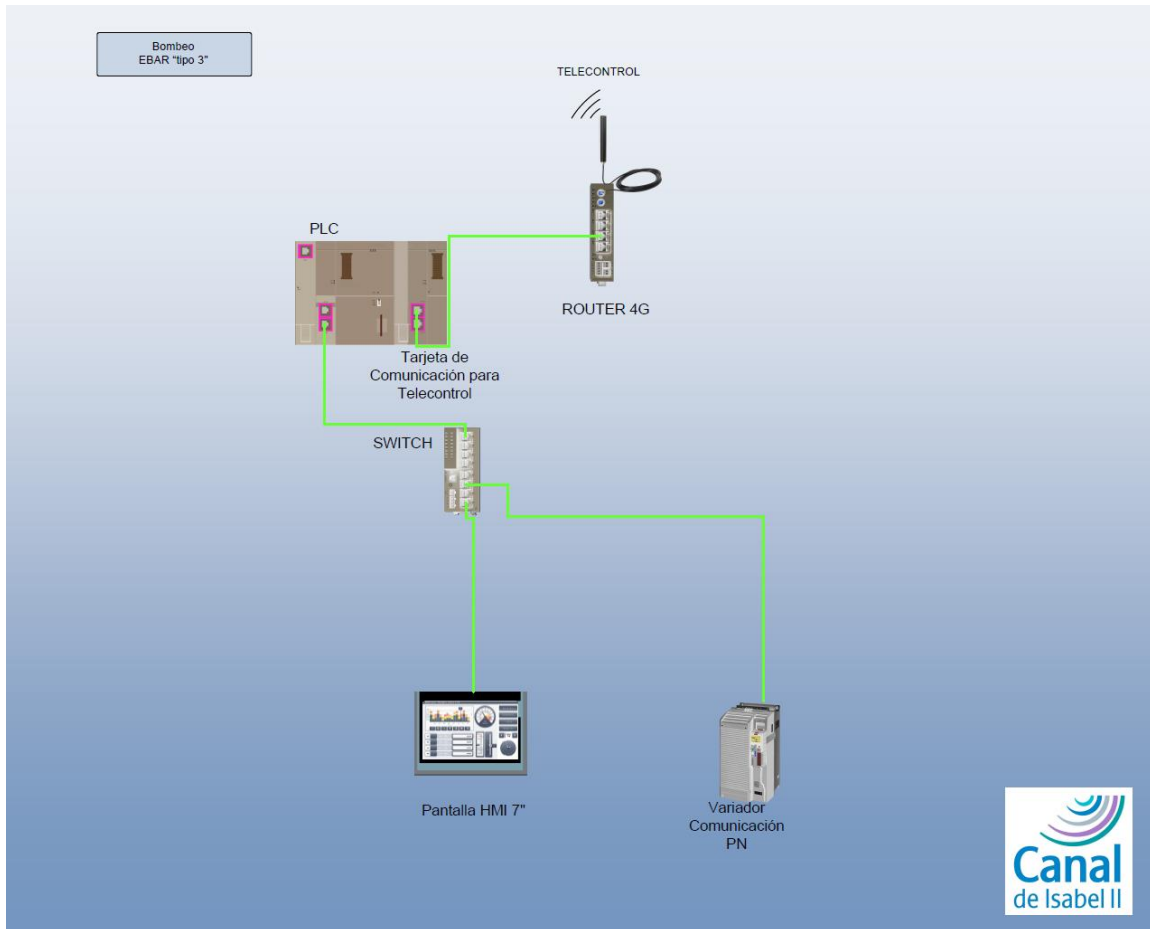 Bombeo
EBAR "tipo 3"
TELECONTROL
PLC
ROUTER 4G
Tarjeta de
Comunicación para
Telecontrol
SWITCH
Pantalla HMI 7"
Variador
Comunicación
PN
Canal
de Isabel II